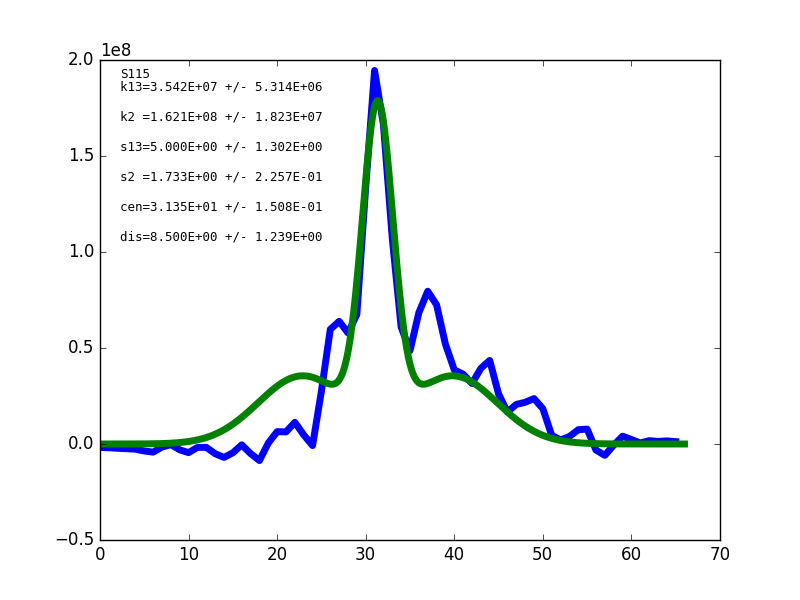 1e8
2.0
S115
k13=3.542E+07 +/- 5.314E+06
k2 =1.621E+08 +/- 1.823E+07
1.5
s13=5.000E+00 +/- 1.302E+00
s2 =1.733E+00 +/- 2.257E-01
cen=3.135E+01 +/- 1.508E-01
dis=8.500E+00 +/- 1.239E+00
1.0
0.5
0.0
−0.5
0 10 20 30 40 50 60 70